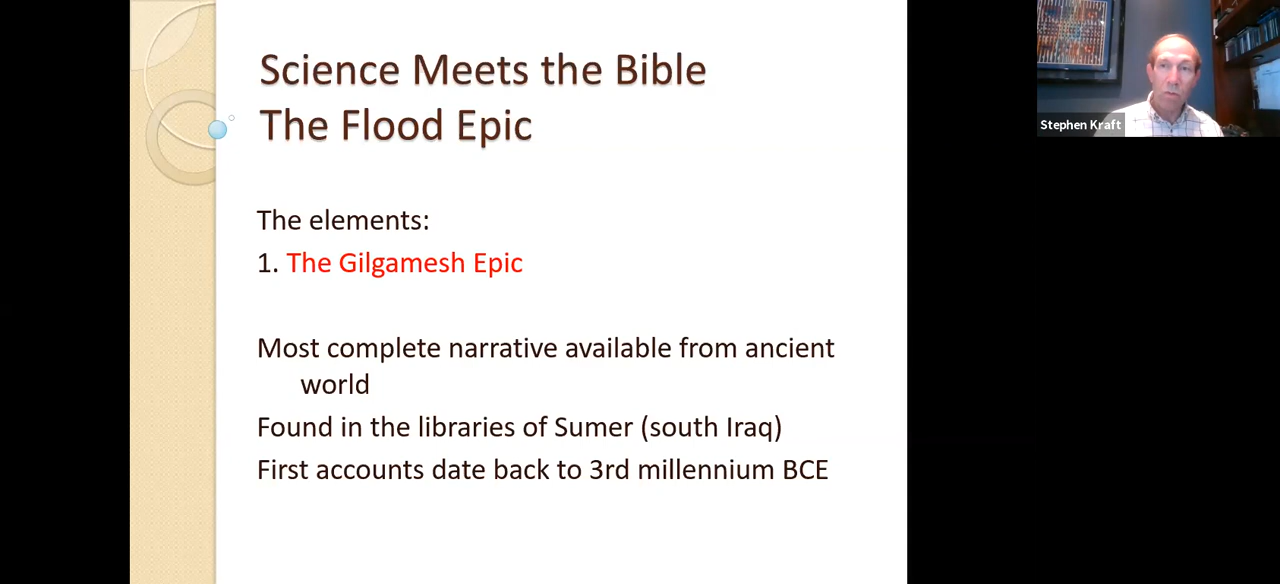 Science Meets the Bible
The Flood Epic
The elements:
1. The Gilgamesh Epic
Most complete narrative available from ancient
world
Found in the libraries of Sumer (south Iraq)
First accounts date back to 3rd millennium BCE
Stephen Kraft